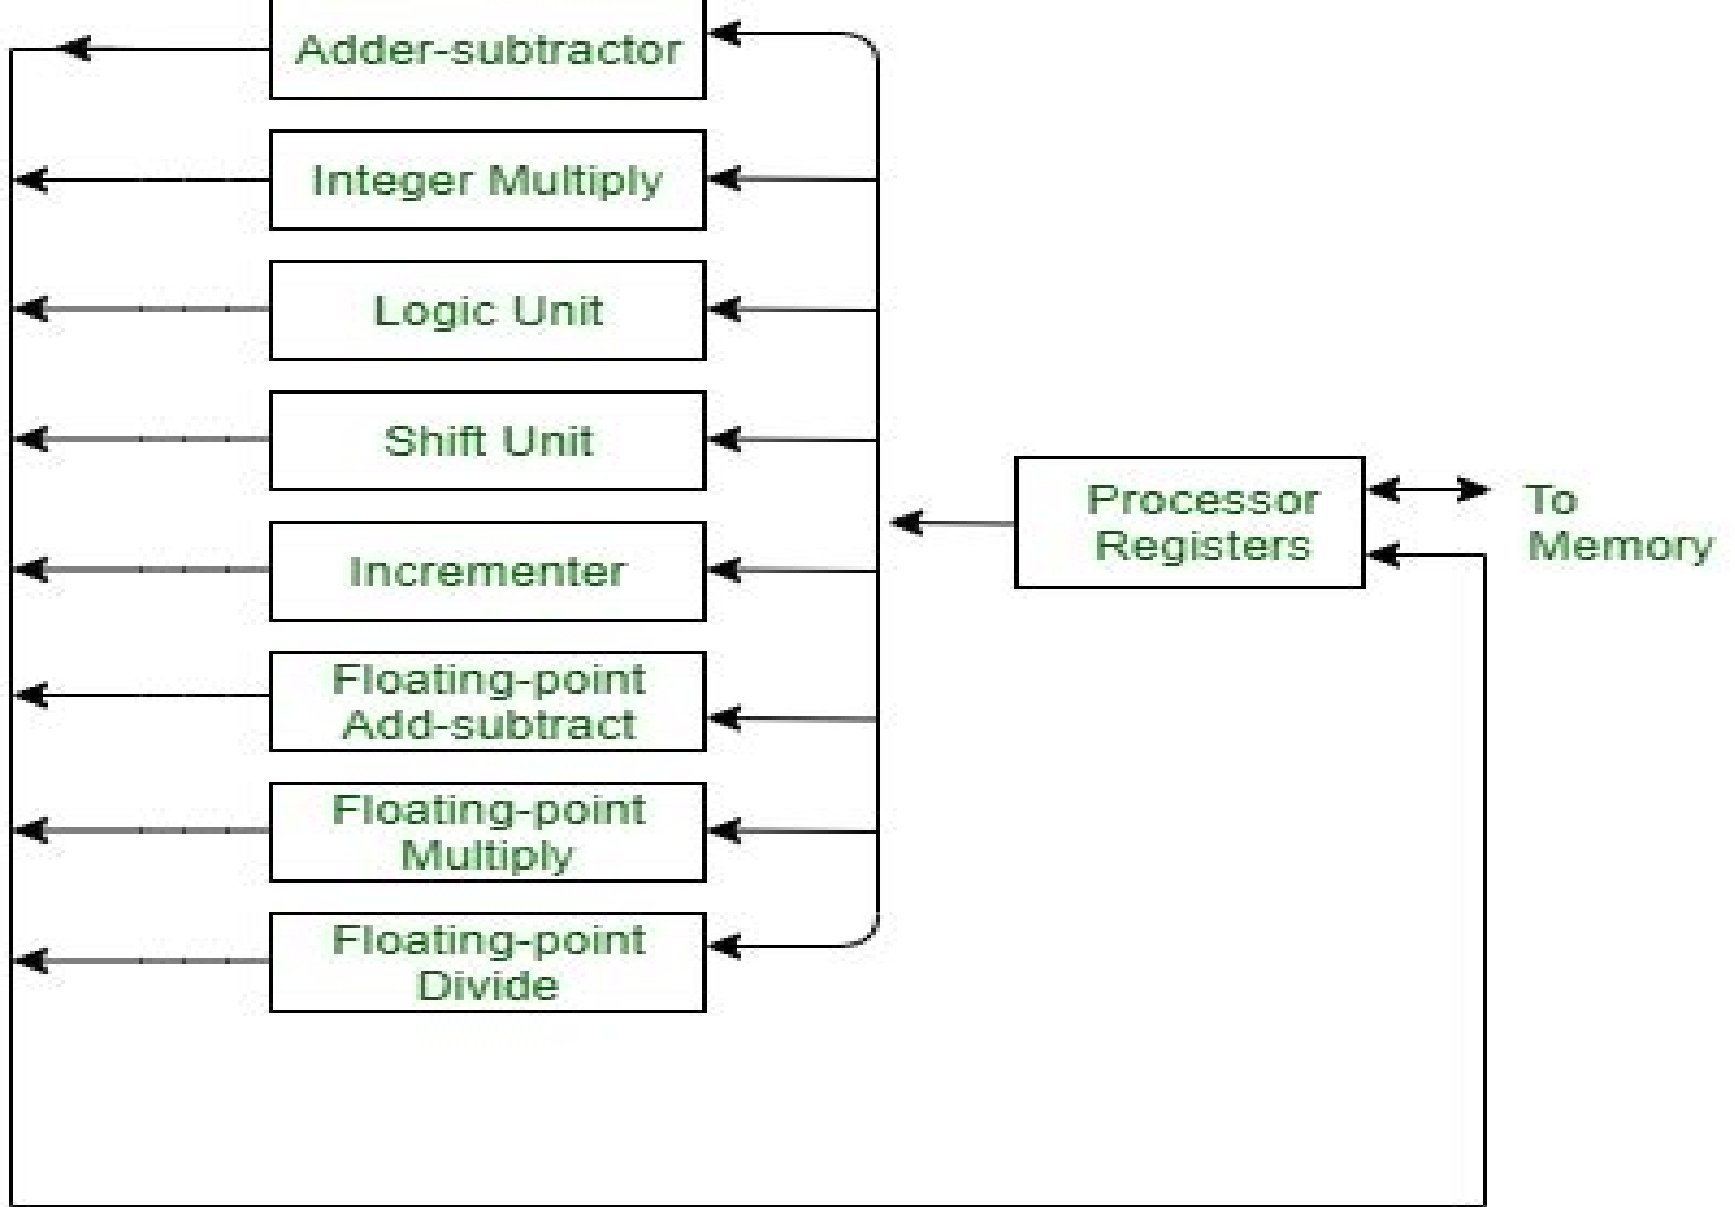 Adder-subtractor
Integer Multiply
Logic Unit
Shift Unit
Incrementer
Floating-point
Add-subtract
Floating-point
Multiply
Floating-point
Divide
Processor
Registers
To
Memory